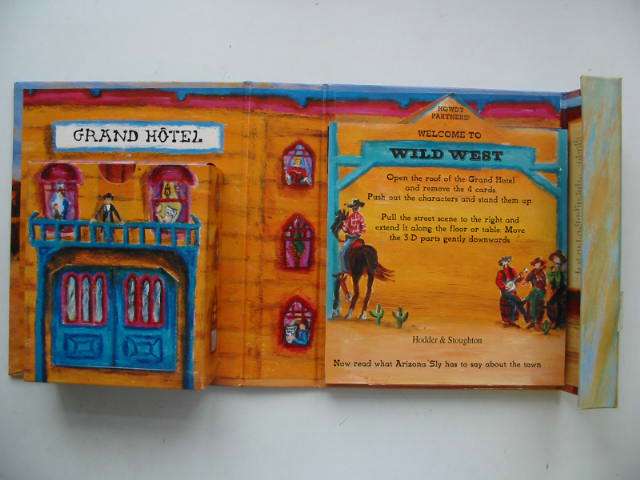 GRAND HÔTEL
HOWDY
PARTNERS!
WELCOME TO
WILD WEST
Open the roof of the Grand Hotel
and remove the 4 cards.
Push out the characters and stand them up.
Pull the street scene to the right and
extend it along the floor or table. Move
the 3-D parts gently downwards
Hodder & Stoughton
Now read what Arizona Sly has to say about the town